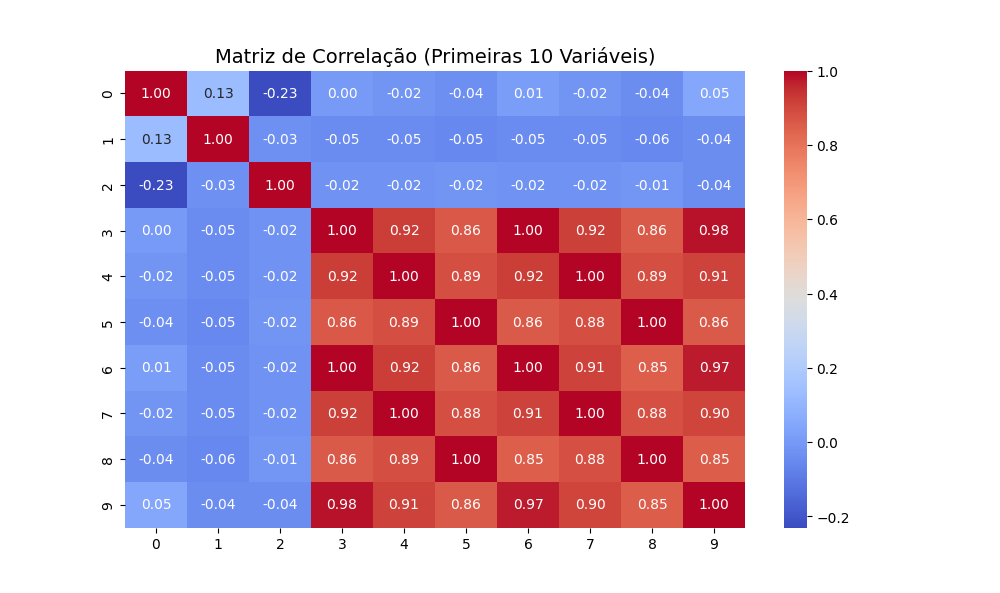 Matriz de Correlação (Primeiras 10 Variáveis)
0 1.00 0.13 -0.23 0.00 -0.02 -0.04 0.01 -0.02 -0.04 0.05
1 0.13 1.00 -0.03 -0.05 -0.05 -0.05 -0.05 -0.05 -0.06 -0.04
2 -0.23 -0.03 1.00 -0.02 -0.02 -0.02 -0.02 -0.02 -0.01 -0.04
3 0.00 -0.05 -0.02 1.00 0.92 0.86 1.00 0.92 0.86 0.98
4 -0.02 -0.05 -0.02 0.92 1.00 0.89 0.92 1.00 0.89 0.91
5 -0.04 -0.05 -0.02 0.86 0.89 1.00 0.86 0.88 1.00 0.86
6 0.01 -0.05 -0.02 1.00 0.92 0.86 1.00 0.91 0.85 0.97
7 -0.02 -0.05 -0.02 0.92 1.00 0.88 0.91 1.00 0.88 0.90
8 -0.04 -0.06 -0.01 0.86 0.89 1.00 0.85 0.88 1.00 0.85
9 0.05 -0.04 -0.04 0.98 0.91 0.86 0.97 0.90 0.85 1.00
0 1 2 3 4 5 6 7 8 9
1.0
0.8
0.6
0.4
0.2
0.0
−0.2